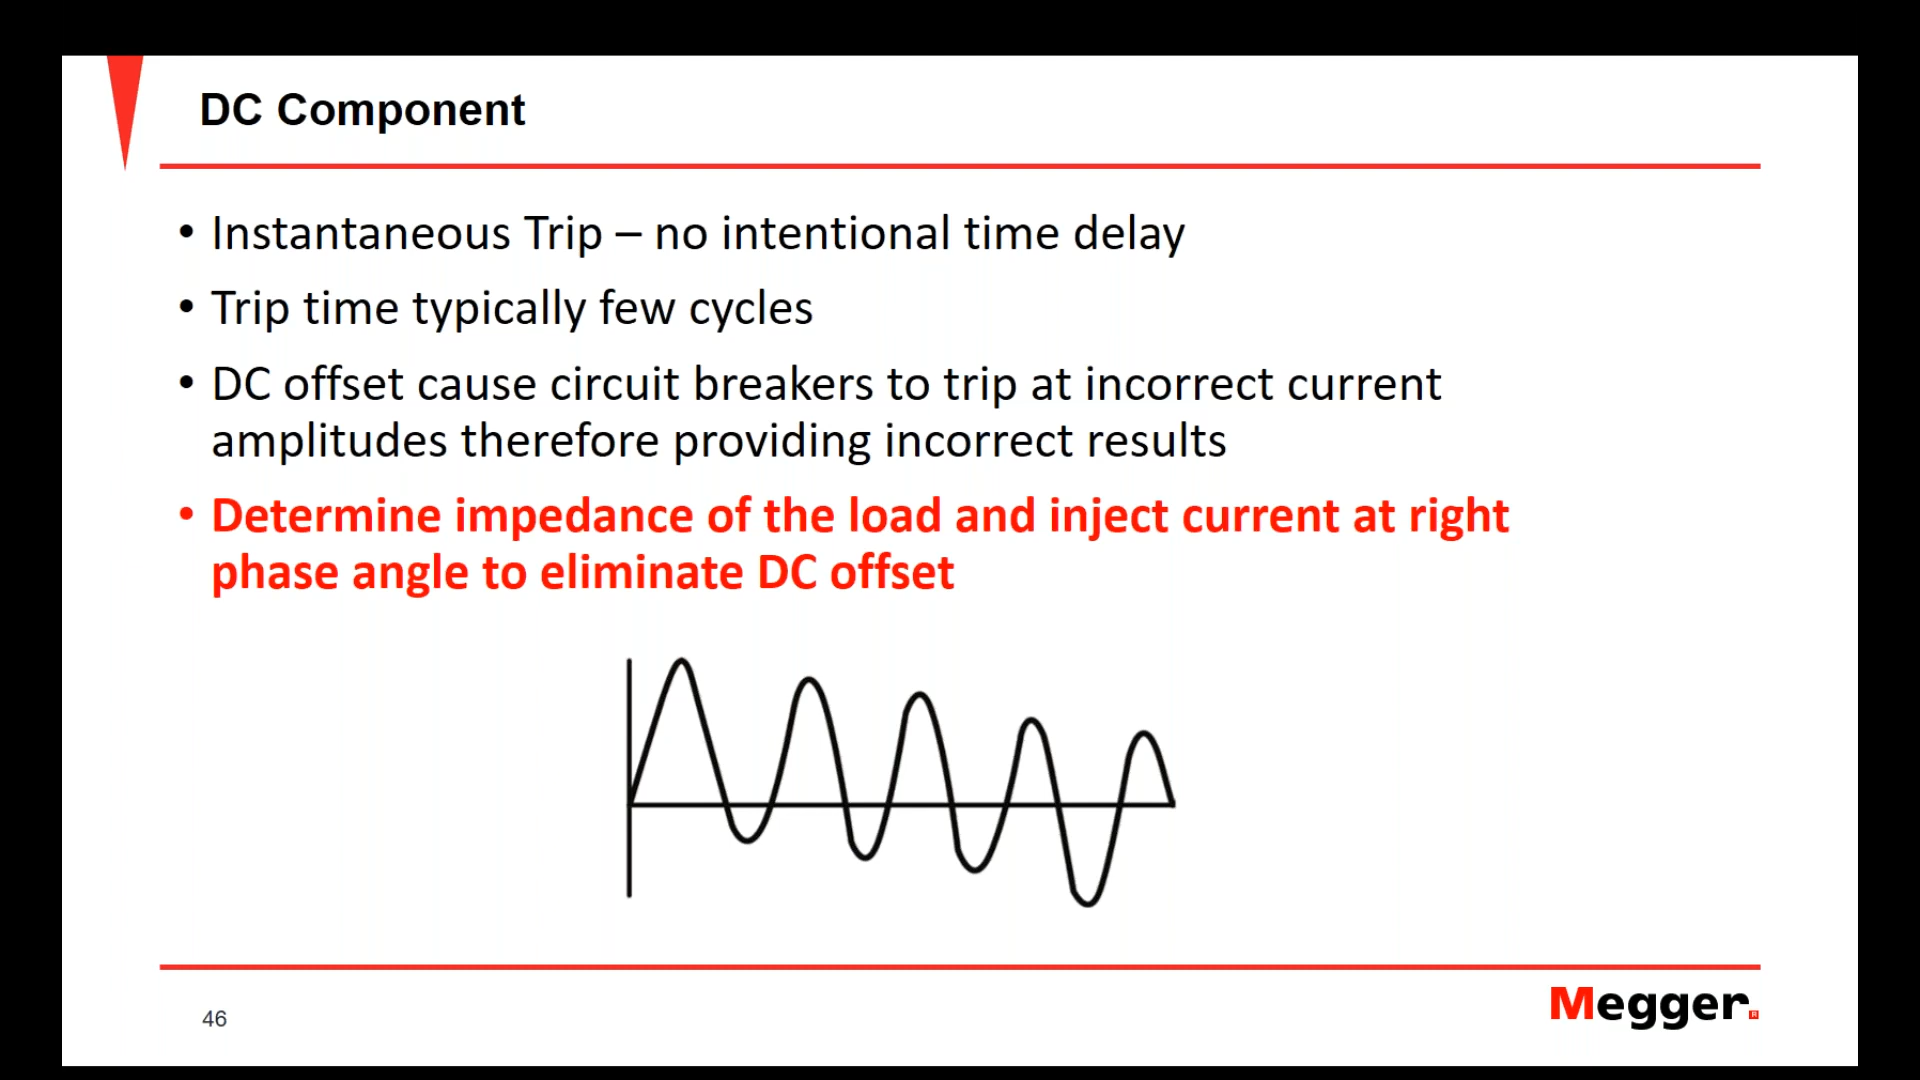 DC Component
• Instantaneous Trip – no intentional time delay
• Trip time typically few cycles
• DC offset cause circuit breakers to trip at incorrect current
amplitudes therefore providing incorrect results
• Determine impedance of the load and inject current at right
phase angle to eliminate DC offset
46
Megger.